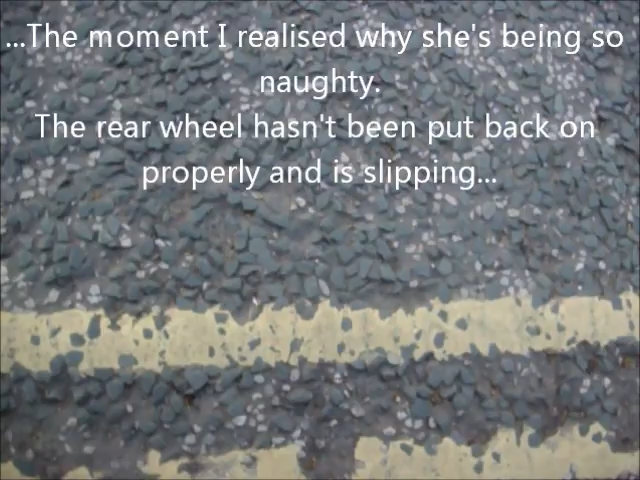 ...The moment I realised why she's being so
naughty.
The rear wheel hasn't been put back on
properly and is slipping...